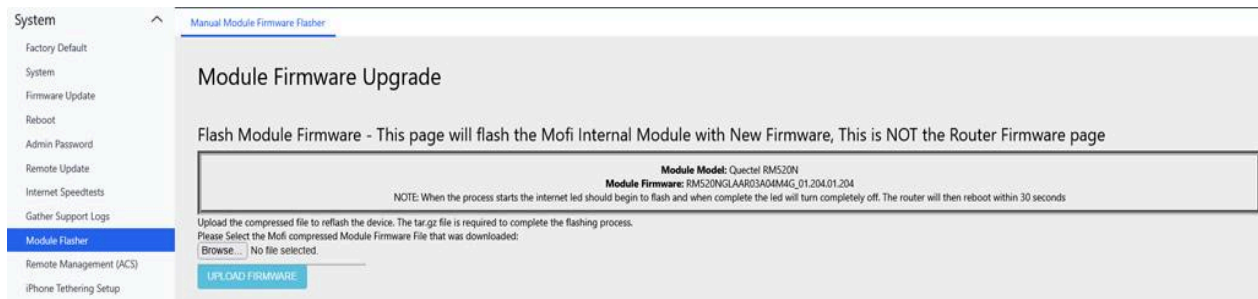 System
Factory Default
System
Firmware Update
Reboot
Admin Password
Remote Update
Internet Speedtests
Gather Support Logs
Module Flasher
Remote Management (ACS)
iPhone Tethering Setup
Manual Module Firmware Flasher
Module Firmware Upgrade
Flash Module Firmware - This page will flash the Mofi Internal Module with New Firmware, This is NOT the Router Firmware page
Module Model: Quectel RM520N
Module Firmware: RM520NGLAAR03A04M4G_01.204.01.204
NOTE: When the process starts the internet led should begin to flash and when complete the led will turn completely off. The router will then reboot within 30 seconds
Upload the compressed file to reflash the device. The tar.gz file is required to complete the flashing process.
Please Select the Mofi compressed Module Firmware File that was downloaded:
Browse... No file selected.
UPLOAD FIRMWARE